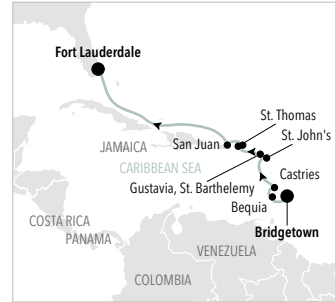 Fort Lauderdale
St. Thomas
San Juan
St. John's
JAMAICA
CARIBBEAN SEA
Castries
Gustavia, St. Barthelemy
Bequia
COSTA RICA
Bridgetown
PANAMA
VENEZUELA
COLOMBIA